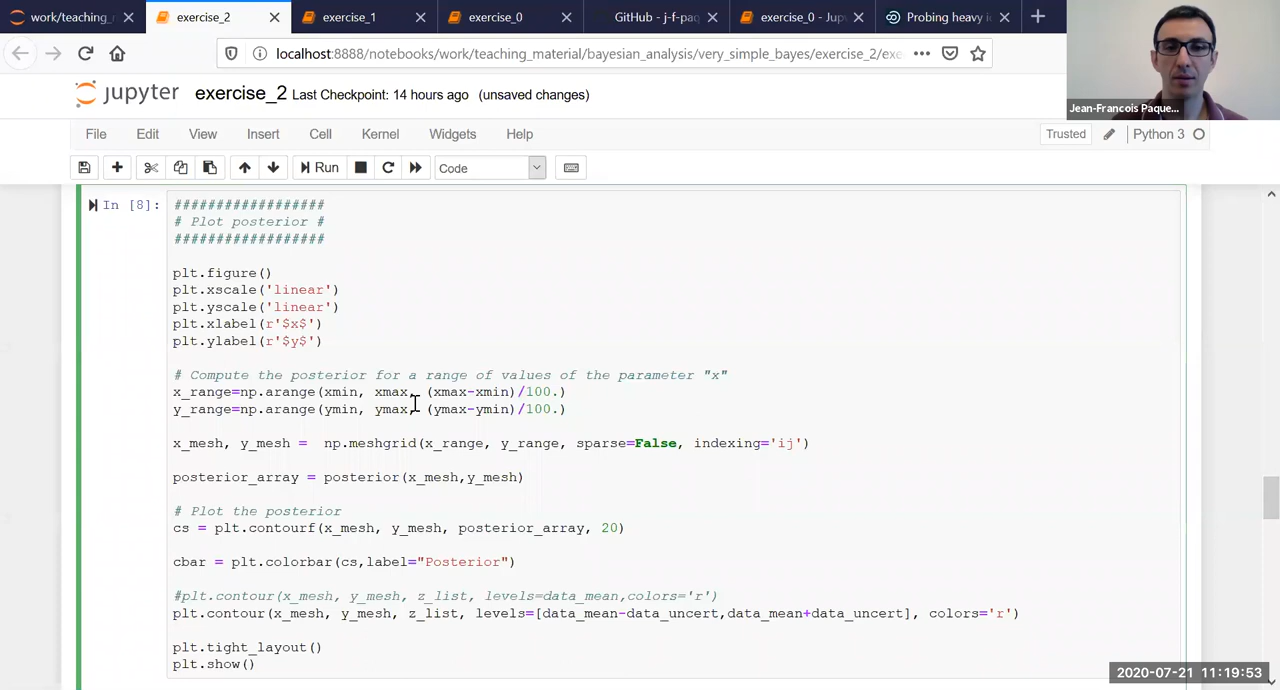 work/teaching_m
exercise_2
exercise_1
exercise_0
GitHub - j-f-paq
exercise_0 - Jup
Probing heavy i
localhost:8888/notebooks/work/teaching_material/bayesian_analysis/very_simple_bayes/exercise_2/exe
Jean-Francois Paque...
jupyter
exercise_2 Last Checkpoint: 14 hours ago (unsaved changes)
File Edit View Insert Cell Kernel Widgets Help
Trusted
Python 3
Run
Code
In [8]:
##################
# Plot posterior #
##################
plt.figure()
plt.xscale('linear')
plt.yscale('linear')
plt.xlabel(r'$x$')
plt.ylabel(r'$y$')
# Compute the posterior for a range of values of the parameter "x"
x_range=np.arange(xmin, xmax, (xmax-xmin)/100.)
y_range=np.arange(ymin, ymax, (ymax-ymin)/100.)
x_mesh, y_mesh =  np.meshgrid(x_range, y_range, sparse=False, indexing='ij')
posterior_array = posterior(x_mesh,y_mesh)
# Plot the posterior
cs = plt.contourf(x_mesh, y_mesh, posterior_array, 20)
cbar = plt.colorbar(cs,label="Posterior")
#plt.contour(x_mesh, y_mesh, z_list, levels=data_mean,colors='r')
plt.contour(x_mesh, y_mesh, z_list, levels=[data_mean-data_uncert,data_mean+data_uncert], colors='r')
plt.tight_layout()
plt.show()
2020-07-21 11:19:53